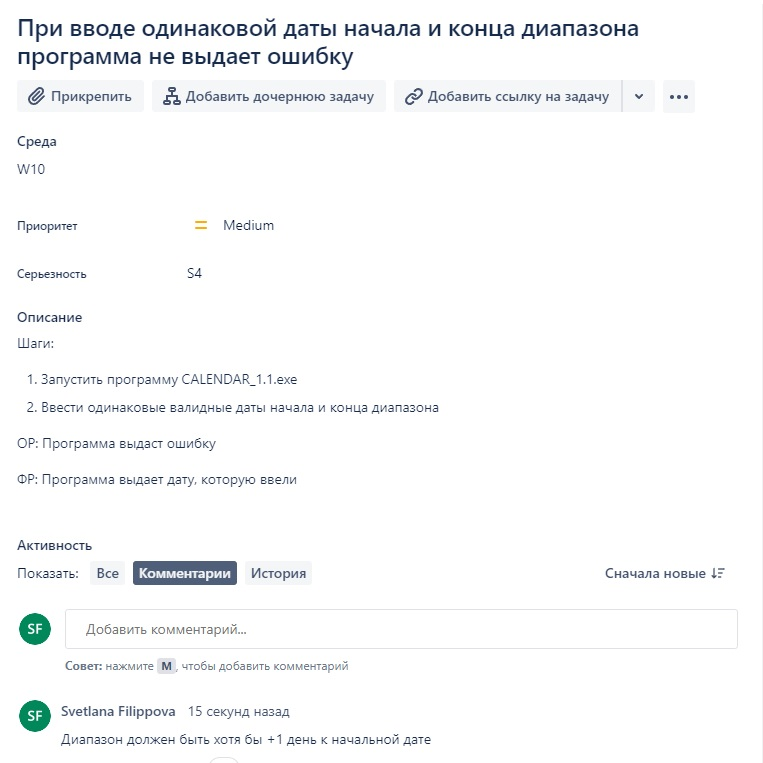 При вводе одинаковой даты начала и конца диапазона
программа не выдает ошибку
Прикрепить
Добавить дочернюю задачу
Добавить ссылку на задачу
Среда
W10
Приоритет
Medium
Серьезность
S4
Описание
Шаги:
1. Запустить программу CALENDAR_1.1.exe
2. Ввести одинаковые валидные даты начала и конца диапазона
ОР: Программа выдаст ошибку
ФР: Программа выдает дату, которую ввели
Активность
Показать: Все Комментарии История
Сначала новые
SF
Добавить комментарий...
Совет: нажмите M, чтобы добавить комментарий
SF
Svetlana Filippova 15 секунд назад
Диапазон должен быть хотя бы +1 день к начальной дате